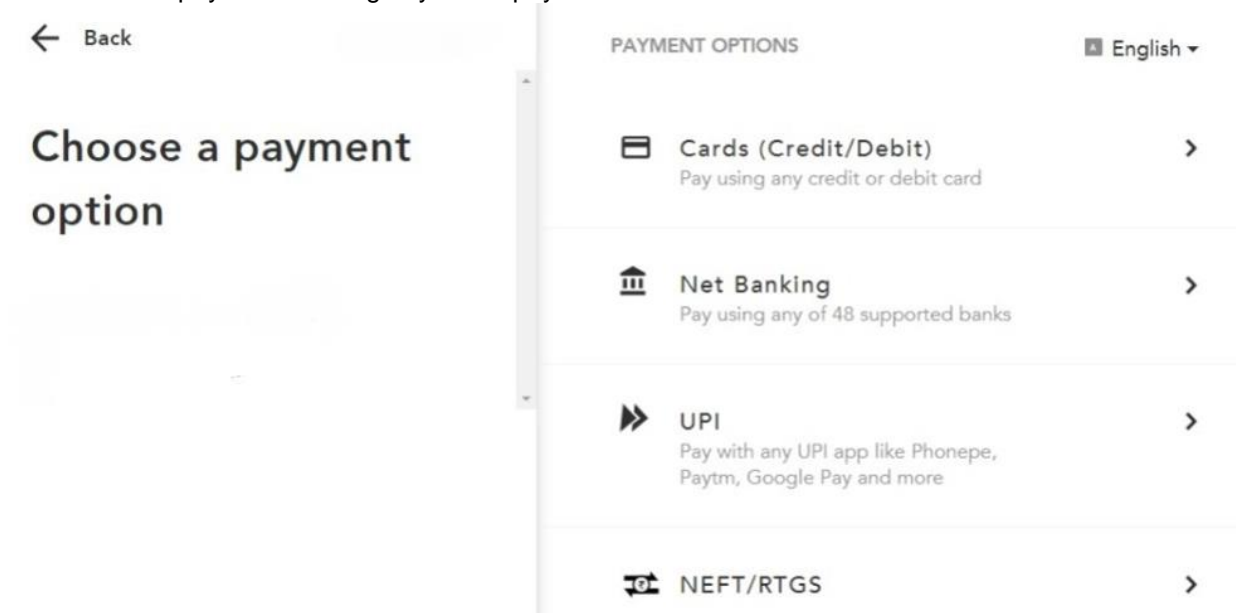 Back
Choose a payment
option
PAYMENT OPTIONS
English
Cards (Credit/Debit)
Pay using any credit or debit card
Net Banking
Pay using any of 48 supported banks
UPI
Pay with any UPI app like Phonepe,
Paytm, Google Pay and more
NEFT/RTGS